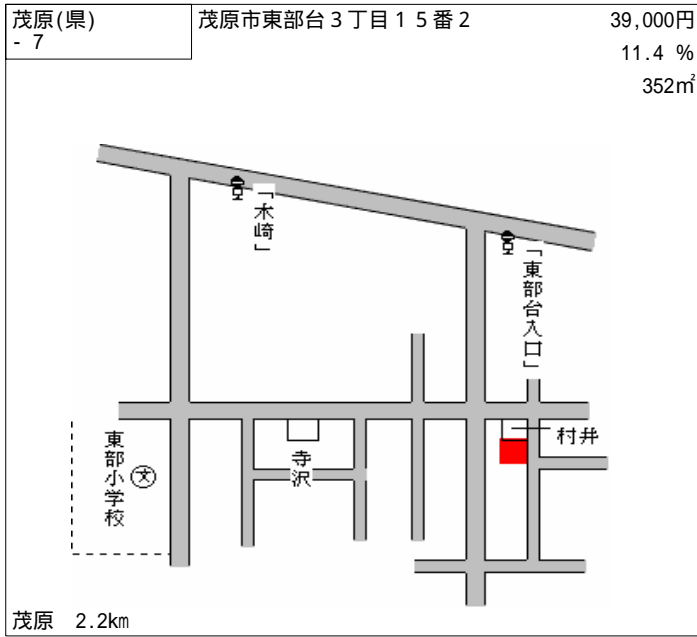 茂原(県)
- 7
茂原市東部台３丁目１５番２
39,000円
11.4 %
352㎡
「木崎」
「東部台入口」
村井
寺沢
東部小学校
文
茂原 2.2km